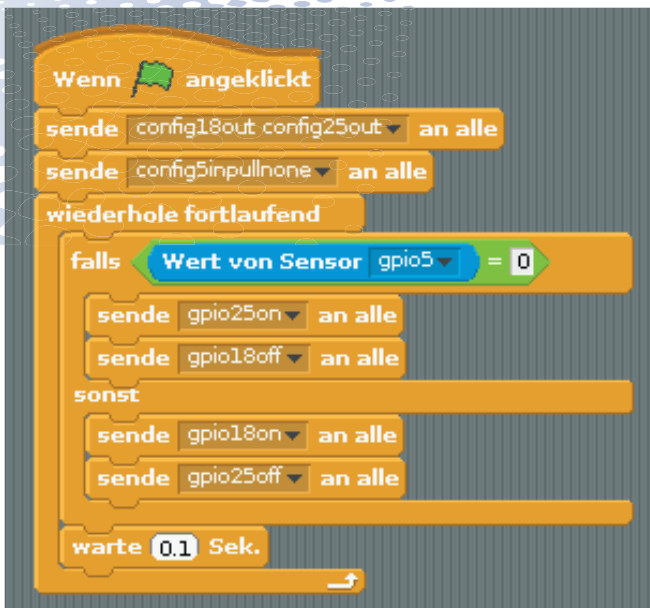 Wenn angeklickt
sende config18out config25out an alle
sende config5inpullnone an alle
wiederhole fortlaufend
falls Wert von Sensor gpio5 = 0
sende gpio25on an alle
sende gpio18off an alle
sonst
sende gpio18on an alle
sende gpio25off an alle
warte 0.1 Sek.